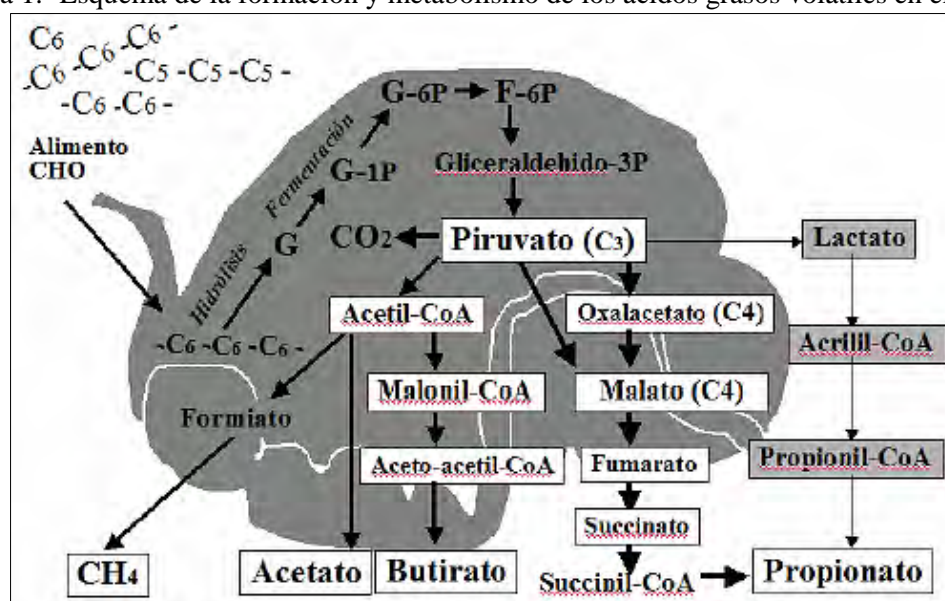 a 1. Esquema de la formación y metabolismo de los ácidos grasos volátiles en el
C6
-C6 -C6 -C6 -
-C5 -C5 -C5 -
-C6 -C6 -
Alimento
CHO
Hidrólisis
Fermentación
-C6 -C6 -C6 -
G
G-1P
G-6P
F-6P
Gliceraldehido-3P
CO2
Piruvato (C3)
Lactato
Acetil-CoA
Oxalacetato (C4)
Acrilil-CoA
Malonil-CoA
Malato (C4)
Formiato
Aceto-acetil-CoA
Fumarato
Propionil-CoA
Succinato
CH4
Acetato
Butirato
Succinil-CoA
Propionato